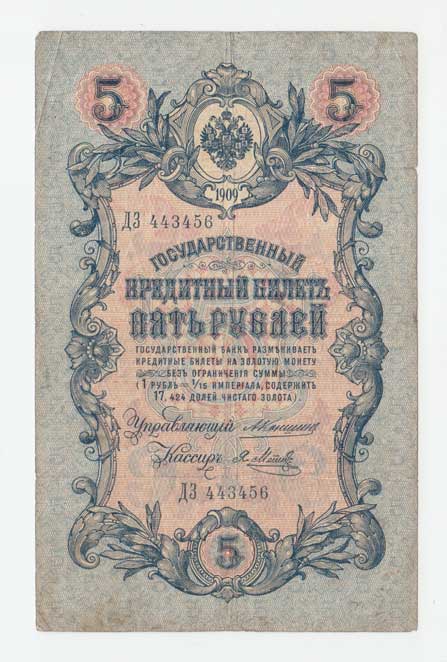 5 5
1909
ДЗ 443456
ГОСУДАРСТВЕННЫЙ
КРЕДИТНЫЙ БИЛЕТЪ
ПЯТЬ РУБЛЕЙ
ГОСУДАРСТВЕННЫЙ БАНКЪ РАЗМѢНИВАЕТЪ
КРЕДИТНЫЕ БИЛЕТЫ НА ЗОЛОТУЮ МОНЕТУ
БЕЗЪ ОГРАНИЧЕНІЯ СУММЫ
(1 РУБЛЬ = 1/15 ИМПЕРІАЛА, СОДЕРЖИТЪ
17,424 ДОЛЕЙ ЧИСТАГО ЗОЛОТА).
Управляющій
Кассиръ
ДЗ 443456
5